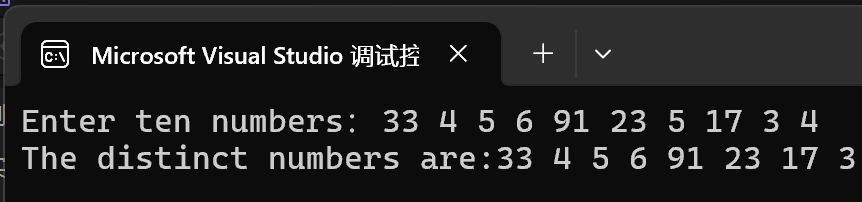 Microsoft Visual Studio 调试控
Enter ten numbers: 33 4 5 6 91 23 5 17 3 4
The distinct numbers are:33 4 5 6 91 23 17 3